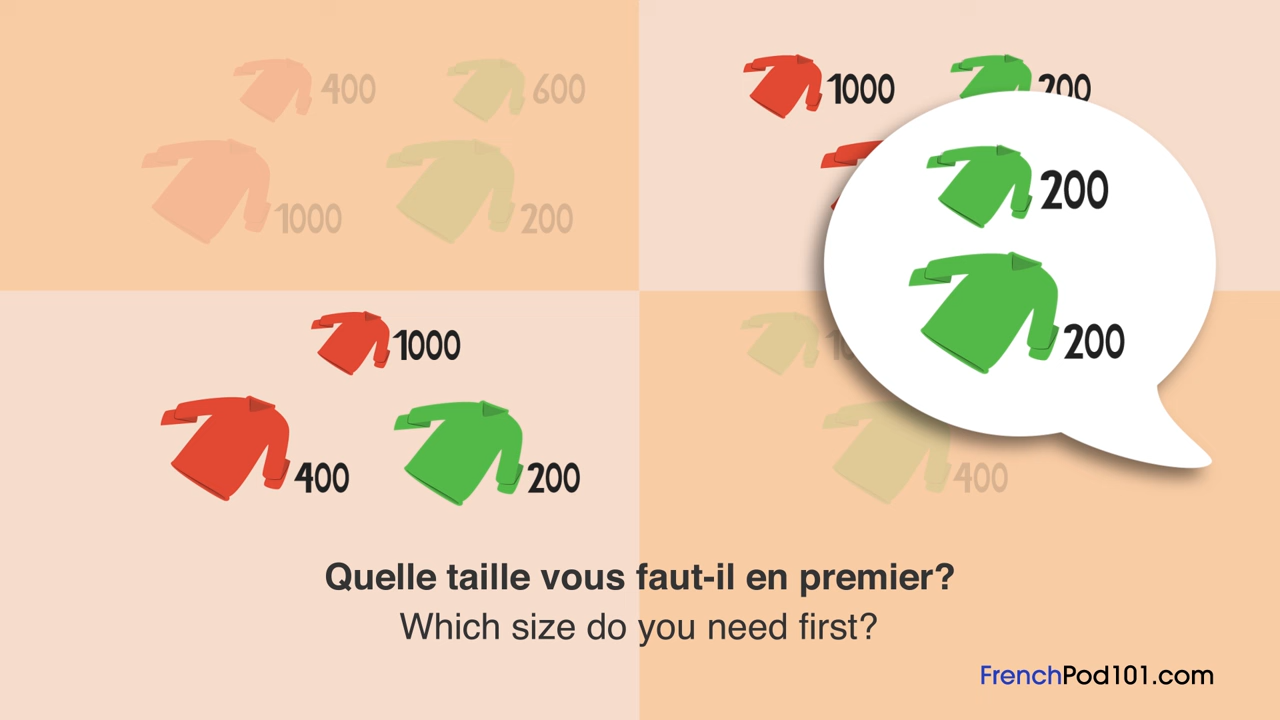 400 600
1000 200
1000 200
200
200
1000
400 200
400
Quelle taille vous faut-il en premier?
Which size do you need first?
FrenchPod101.com